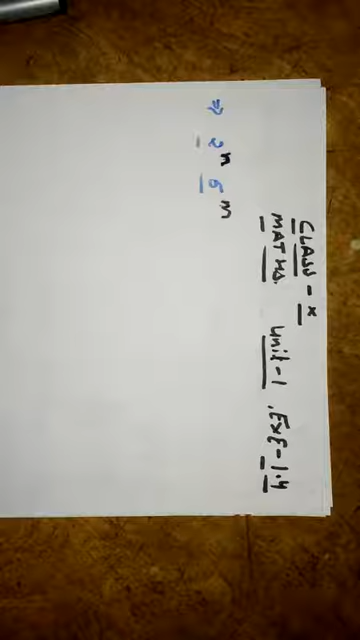 CLASS - X
MATHS. Unit-1 .EXE-1.4
⇒ 2ⁿ 5ᵐ